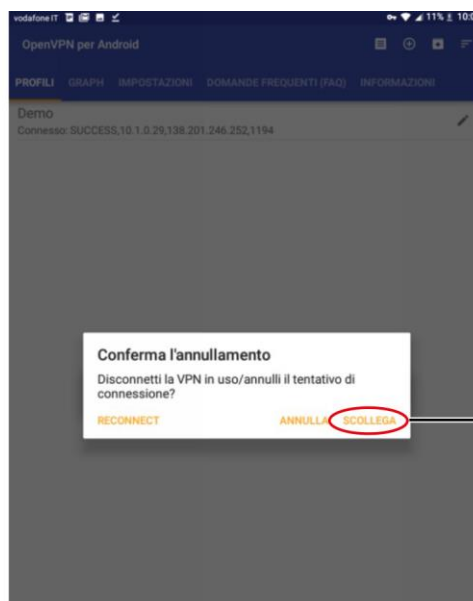 vodafone IT 11% 10:0
OpenVPN per Android
PROFILI GRAPH IMPOSTAZIONI DOMANDE FREQUENTI (FAQ) INFORMAZIONI
Demo
Connesso: SUCCESS,10.1.0.29,138.201.246.252,1194
Conferma l'annullamento
Disconnetti la VPN in uso/annulli il tentativo di
connessione?
RECONNECT ANNULLA SCOLLEGA